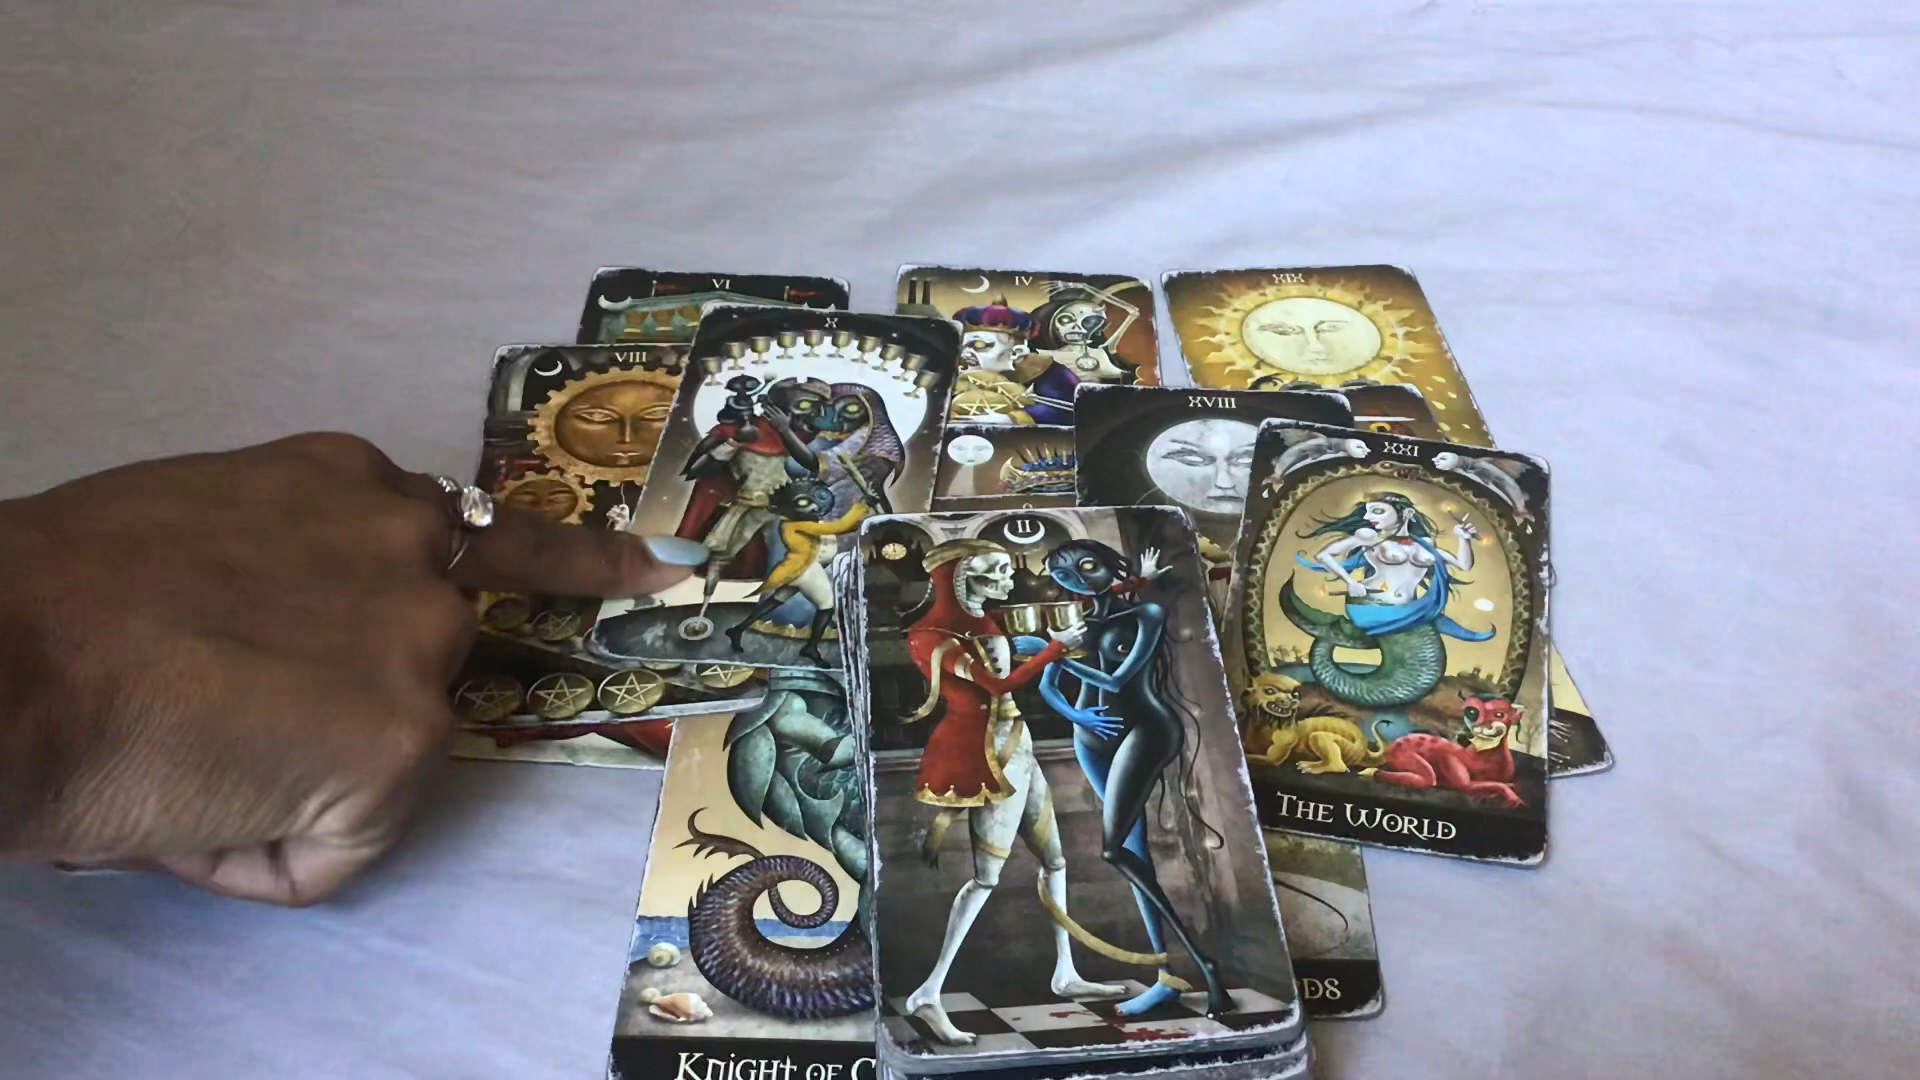 VI
IV
XIX
X
VIII
XVIII
XXI
II
THE WORLD
DS
KNIGHT OF C